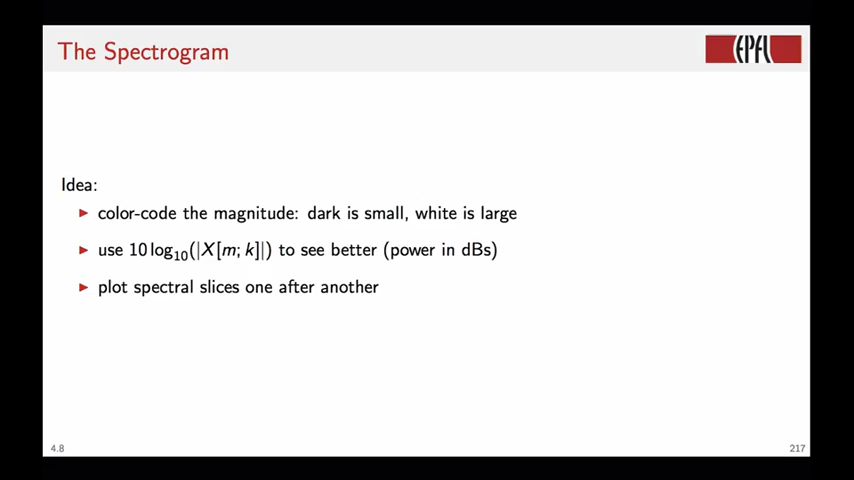 The Spectrogram
EPFL
Idea:
▶ color-code the magnitude: dark is small, white is large
▶ use 10 log₁₀(|X[m; k]|) to see better (power in dBs)
▶ plot spectral slices one after another
4.8
217